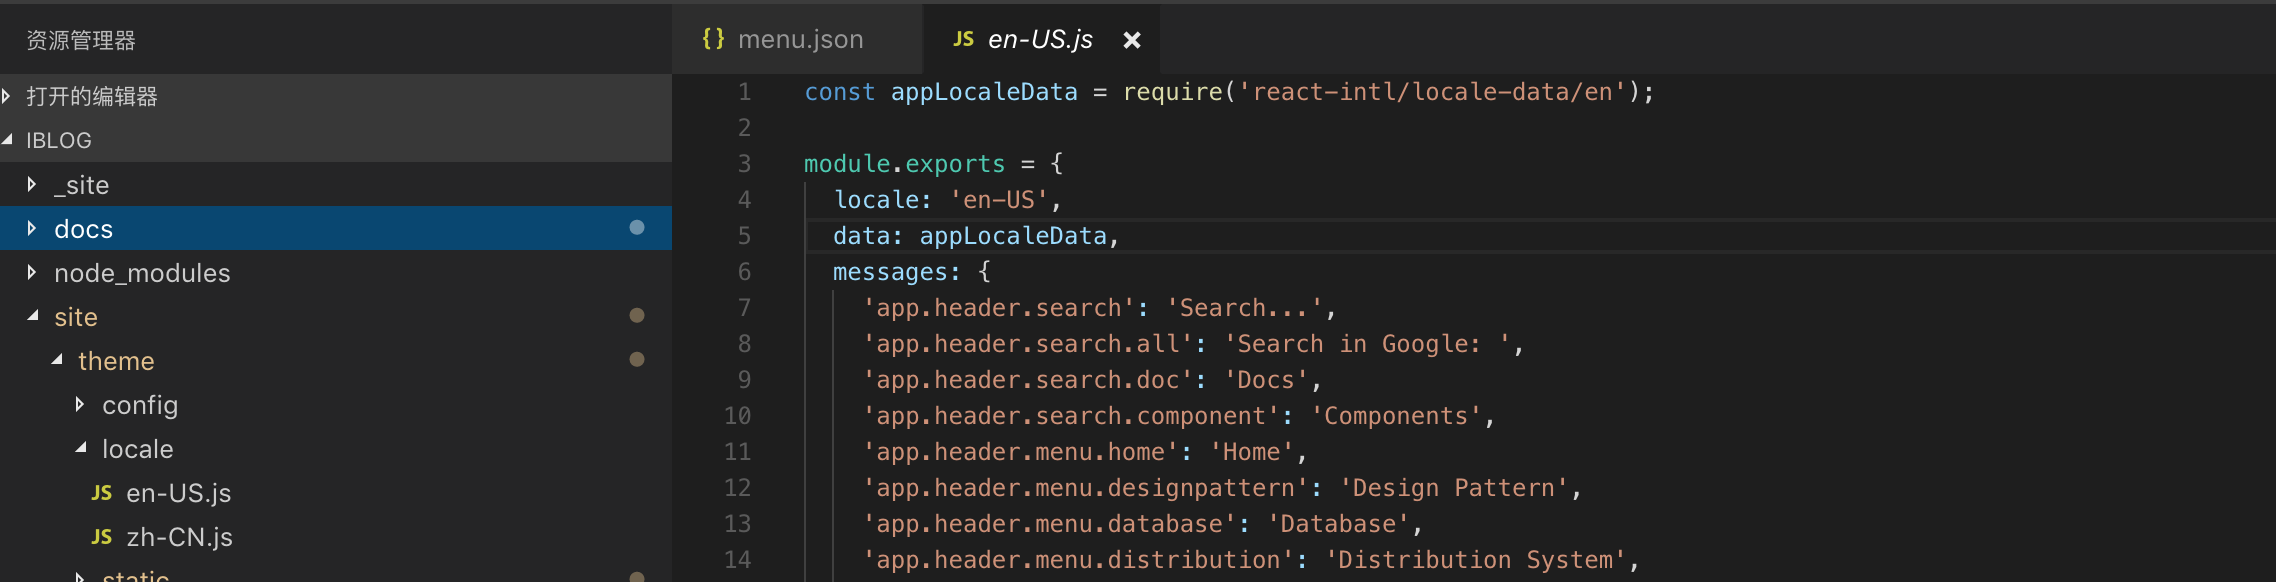 资源管理器
打开的编辑器
IBLOG
_site
docs
node_modules
site
theme
config
locale
JS en-US.js
JS zh-CN.js
static
{} menu.json
JS en-US.js ×
1 const appLocaleData = require('react-intl/locale-data/en');
2
3 module.exports = {
4 locale: 'en-US',
5 data: appLocaleData,
6 messages: {
7 'app.header.search': 'Search...',
8 'app.header.search.all': 'Search in Google: ',
9 'app.header.search.doc': 'Docs',
10 'app.header.search.component': 'Components',
11 'app.header.menu.home': 'Home',
12 'app.header.menu.designpattern': 'Design Pattern',
13 'app.header.menu.database': 'Database',
14 'app.header.menu.distribution': 'Distribution System',